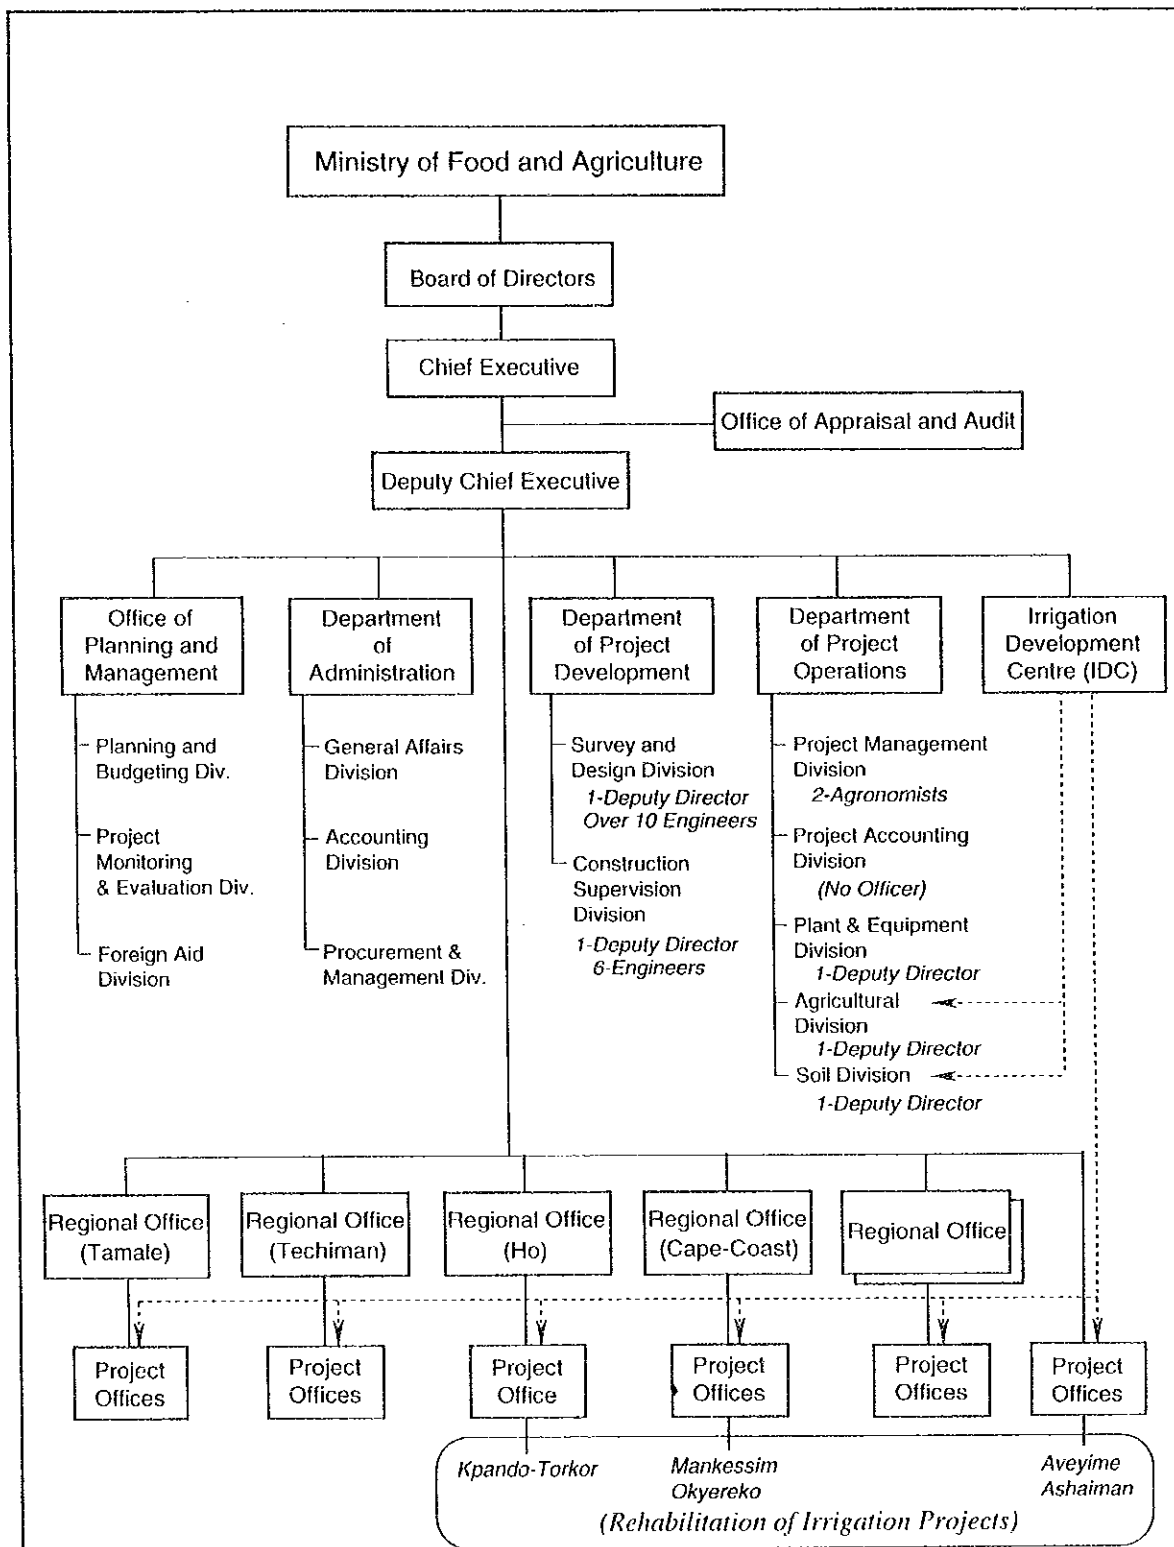 Ministry of Food and Agriculture
Board of Directors
Chief Executive
Office of Appraisal and Audit
Deputy Chief Executive
Office of
Planning and
Management
Department
of
Administration
Department
of Project
Development
Department
of Project
Operations
Irrigation
Development
Centre (IDC)
Planning and
Budgeting Div.
Project
Monitoring
& Evaluation Div.
Foreign Aid
Division
General Affairs
Division
Accounting
Division
Procurement &
Management Div.
Survey and
Design Division
1-Deputy Director
Over 10 Engineers
Construction
Supervision
Division
1-Deputy Director
6-Engineers
Project Management
Division
2-Agronomists
Project Accounting
Division
(No Officer)
Plant & Equipment
Division
1-Deputy Director
Agricultural
Division
1-Deputy Director
Soil Division
1-Deputy Director
Regional Office
(Tamale)
Regional Office
(Techiman)
Regional Office
(Ho)
Regional Office
(Cape-Coast)
Regional Office
Project
Offices
Project
Offices
Project
Office
Project
Offices
Project
Offices
Project
Offices
Kpando-Torkor
Mankessim
Okyereko
Aveyime
Ashaiman
(Rehabilitation of Irrigation Projects)